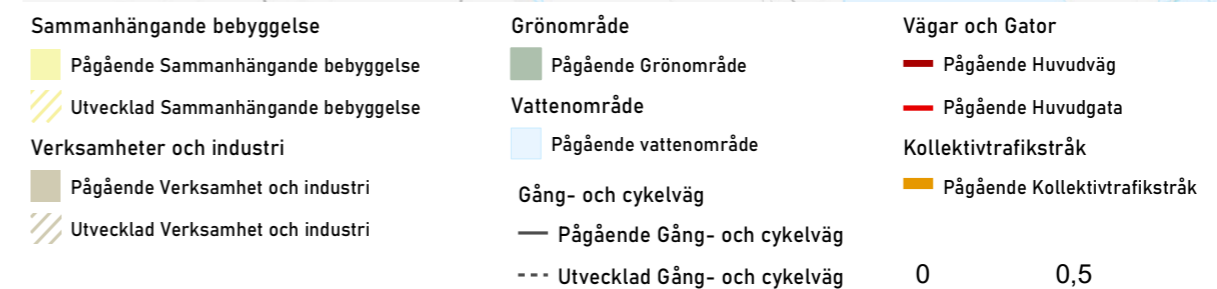 Sammanhängande bebyggelse
Pågående Sammanhängande bebyggelse
Utvecklad Sammanhängande bebyggelse
Verksamheter och industri
Pågående Verksamhet och industri
Utvecklad Verksamhet och industri
Grönområde
Pågående Grönområde
Vattenområde
Pågående vattenområde
Gång- och cykelväg
Pågående Gång- och cykelväg
Utvecklad Gång- och cykelväg
Vägar och Gator
Pågående Huvudväg
Pågående Huvudgata
Kollektivtrafikstråk
Pågående Kollektivtrafikstråk
0 0,5